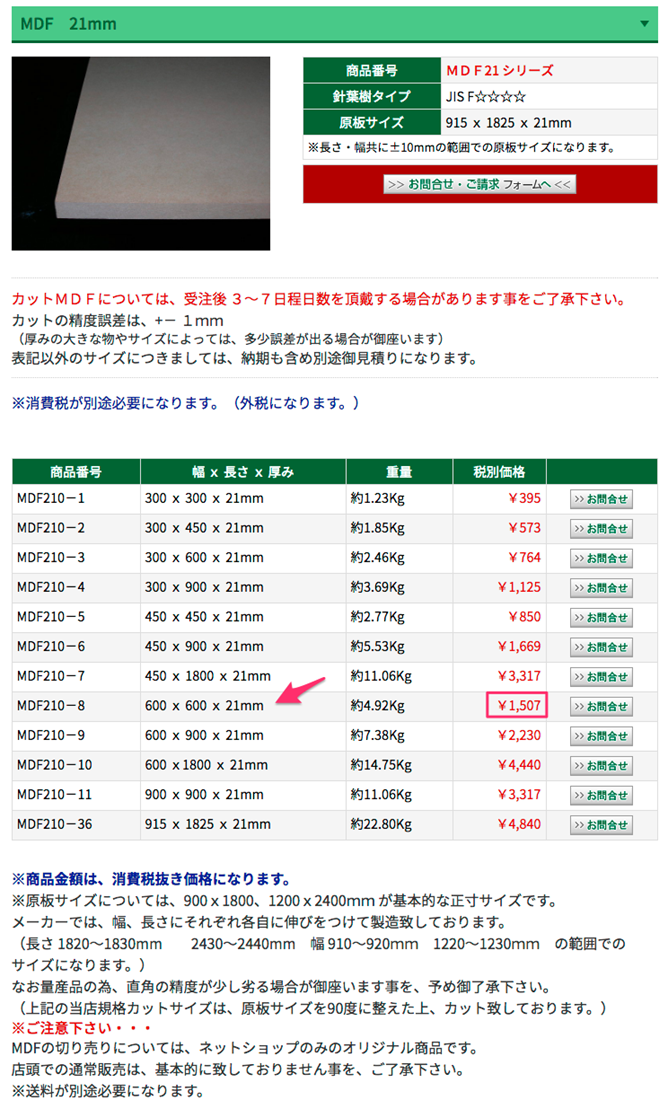 MDF　21mm
商品番号 ＭＤＦ21シリーズ
針葉樹タイプ JIS F☆☆☆☆
原板サイズ 915 x 1825 x 21mm
※長さ・幅共に±10mmの範囲での原板サイズになります。
>> お問合せ・ご請求 フォームへ <<
カットＭＤＦについては、受注後 ３～７日程日数を頂戴する場合があります事をご了承下さい。
カットの精度誤差は、+－ １ｍｍ
（厚みの大きな物やサイズによっては、多少誤差が出る場合が御座います）
表記以外のサイズにつきましては、納期も含め別途御見積りになります。
※消費税が別途必要になります。（外税になります。）
商品番号 幅 x 長さ x 厚み 重量 税別価格
MDF210－1 300 x 300 x 21mm 約1.23Kg ￥395 >> お問合せ
MDF210－2 300 x 450 x 21mm 約1.85Kg ￥573 >> お問合せ
MDF210－3 300 x 600 x 21mm 約2.46Kg ￥764 >> お問合せ
MDF210－4 300 x 900 x 21mm 約3.69Kg ￥1,125 >> お問合せ
MDF210－5 450 x 450 x 21mm 約2.77Kg ￥850 >> お問合せ
MDF210－6 450 x 900 x 21mm 約5.53Kg ￥1,669 >> お問合せ
MDF210－7 450 x 1800 x 21mm 約11.06Kg ￥3,317 >> お問合せ
MDF210－8 600 x 600 x 21mm 約4.92Kg ￥1,507 >> お問合せ
MDF210－9 600 x 900 x 21mm 約7.38Kg ￥2,230 >> お問合せ
MDF210－10 600 x1800 x 21mm 約14.75Kg ￥4,440 >> お問合せ
MDF210－11 900 x 900 x 21mm 約11.06Kg ￥3,317 >> お問合せ
MDF210－36 915 x 1825 x 21mm 約22.80Kg ￥4,840 >> お問合せ
※商品金額は、消費税抜き価格になります。
※原板サイズについては、900ｘ1800、1200ｘ2400ｍｍが基本的な正寸サイズです。
メーカーでは、幅、長さにそれぞれ各自に伸びをつけて製造致しております。
（長さ 1820～1830mm　　2430～2440mm　幅 910～920mm　1220～1230mm　の範囲での
サイズになります。）
なお量産品の為、直角の精度が少し劣る場合が御座います事を、予め御了承下さい。
（上記の当店規格カットサイズは、原板サイズを90度に整えた上、カット致しております。）
※ご注意下さい・・・
MDFの切り売りについては、ネットショップのみのオリジナル商品です。
店頭での通常販売は、基本的に致しておりません事を、ご了承下さい。
※送料が別途必要になります。